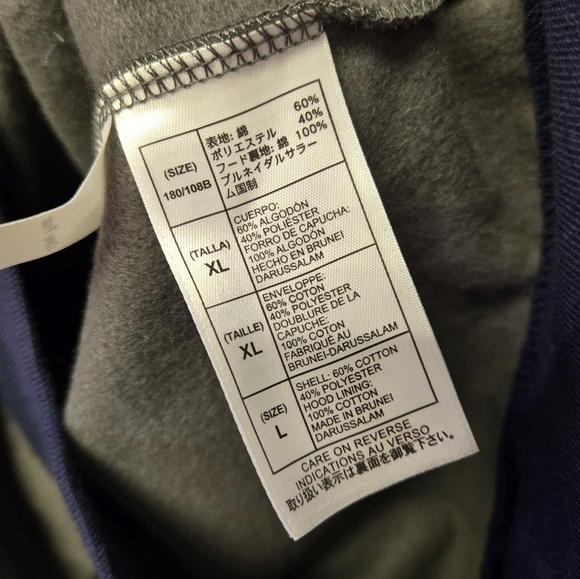 (SIZE)
180/108B
表地: 綿 60%
ポリエステル 40%
フード裏地: 綿 100%
ブルネイダルサラー
ム国制
(TALLA)
XL
CUERPO:
60% ALGODÓN
40% POLIÉSTER
FORRO DE CAPUCHA:
100% ALGODÓN
HECHO EN BRUNEI
DARUSSALAM
(TAILLE)
XL
ENVELOPPE:
60% COTON
40% POLYESTER
DOUBLURE DE LA
CAPUCHE:
100% COTON
FABRIQUÉ AU
BRUNEI-DARUSSALAM
(SIZE)
L
SHELL: 60% COTTON
40% POLYESTER
HOOD LINING:
100% COTTON
MADE IN BRUNEI
DARUSSALAM
CARE ON REVERSE
INDICATIONS AU VERSO
取り扱い表示は裏面を御覧下さい。